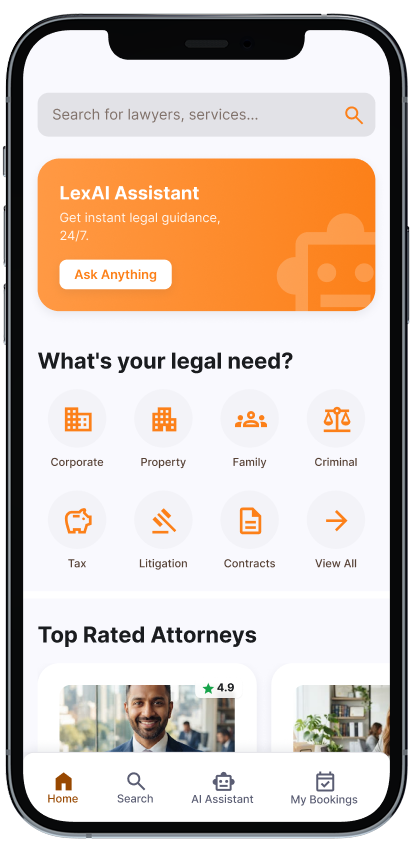 Search for lawyers, services...
LexAI Assistant
Get instant legal guidance,
24/7.
Ask Anything
What's your legal need?
Corporate
Property
Family
Criminal
Tax
Litigation
Contracts
View All
Top Rated Attorneys
4.9
Home
Search
AI Assistant
My Bookings